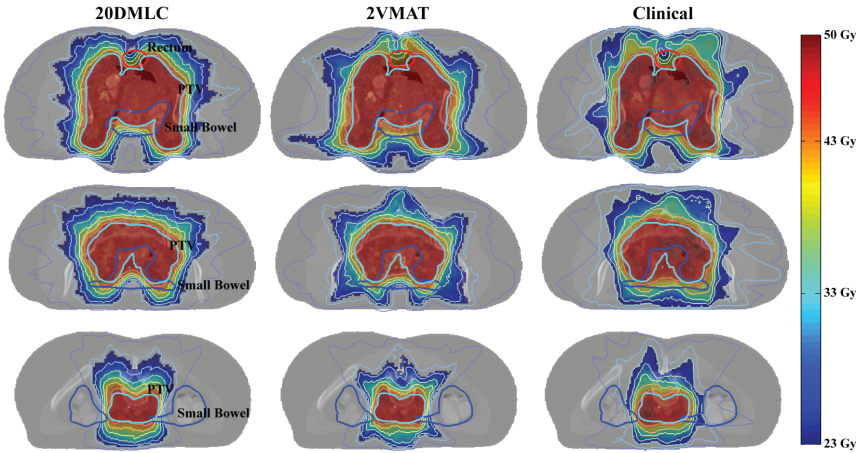 20DMLC 2VMAT Clinical
Rectum
PTV
Small Bowel
PTV
Small Bowel
PTV
Small Bowel
50 Gy
43 Gy
33 Gy
23 Gy